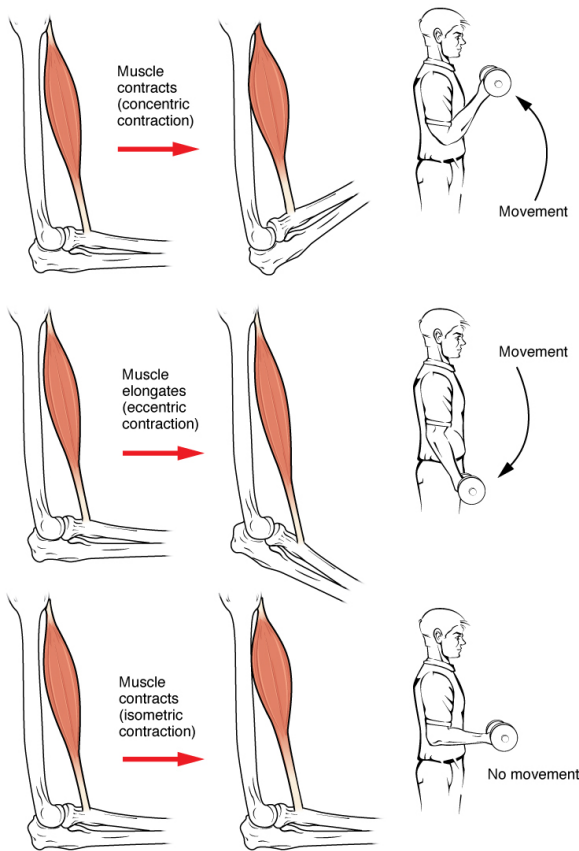 Muscle
contracts
(concentric
contraction)
Movement
Muscle
elongates
(eccentric
contraction)
Movement
Muscle
contracts
(isometric
contraction)
No movement